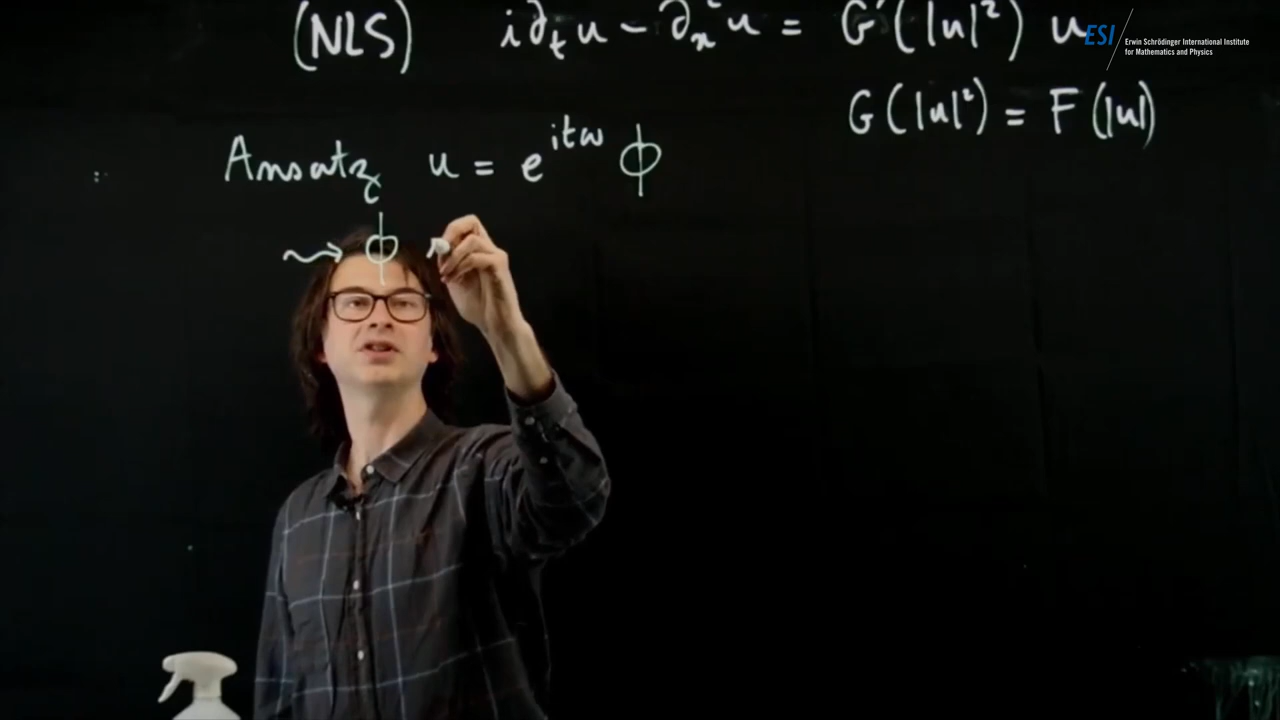 (NLS) i∂ₜu - ∂ₓ²u = G'(|u|²) u
ESI Erwin Schrödinger International Institute
for Mathematics and Physics
G(|u|²) = F(|u|)
Ansatz u = e^{itω} ϕ
⇝ ϕ